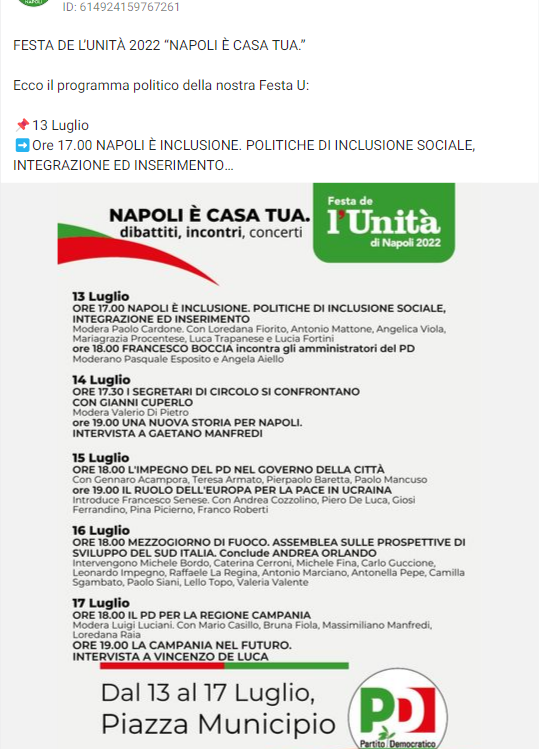 NAPOLI
ID: 614924159767261
FESTA DE L'UNITÀ 2022 “NAPOLI È CASA TUA.”
Ecco il programma politico della nostra Festa U:
📌13 Luglio
➡️Ore 17.00 NAPOLI È INCLUSIONE. POLITICHE DI INCLUSIONE SOCIALE,
INTEGRAZIONE ED INSERIMENTO…
NAPOLI È CASA TUA.
dibattiti, incontri, concerti
Festa de
l'Unità
di Napoli 2022
13 Luglio
ORE 17.00 NAPOLI È INCLUSIONE. POLITICHE DI INCLUSIONE SOCIALE,
INTEGRAZIONE ED INSERIMENTO
Modera Paolo Cardone. Con Loredana Fiorito, Antonio Mattone, Angelica Viola,
Mariagrazia Procentese, Luca Trapanese e Lucia Fortini
ore 18.00 FRANCESCO BOCCIA incontra gli amministratori del PD
Moderano Pasquale Esposito e Angela Aiello
14 Luglio
ORE 17.30 I SEGRETARI DI CIRCOLO SI CONFRONTANO
CON GIANNI CUPERLO
Modera Valerio Di Pietro
ore 19.00 UNA NUOVA STORIA PER NAPOLI.
INTERVISTA A GAETANO MANFREDI
15 Luglio
ORE 18.00 L'IMPEGNO DEL PD NEL GOVERNO DELLA CITTÀ
Con Gennaro Acampora, Teresa Armato, Pierpaolo Baretta, Paolo Mancuso
ore 19.00 IL RUOLO DELL'EUROPA PER LA PACE IN UCRAINA
Introduce Francesco Senese. Con Andrea Cozzolino, Piero De Luca, Giosi
Ferrandino, Pina Picierno, Franco Roberti
16 Luglio
ORE 18.00 MEZZOGIORNO DI FUOCO. ASSEMBLEA SULLE PROSPETTIVE DI
SVILUPPO DEL SUD ITALIA. Conclude ANDREA ORLANDO
Intervengono Michele Bordo, Caterina Cerroni, Michele Fina, Carlo Guccione,
Leonardo Impegno, Raffaele La Regina, Antonio Marciano, Antonella Pepe, Camilla
Sgambato, Paolo Siani, Lello Topo, Valeria Valente
17 Luglio
ORE 18.00 IL PD PER LA REGIONE CAMPANIA
Modera Luigi Luciani. Con Mario Casillo, Bruna Fiola, Massimiliano Manfredi,
Loredana Raia
ORE 19.00 LA CAMPANIA NEL FUTURO.
INTERVISTA A VINCENZO DE LUCA
Dal 13 al 17 Luglio,
Piazza Municipio
PD
Partito Democratico